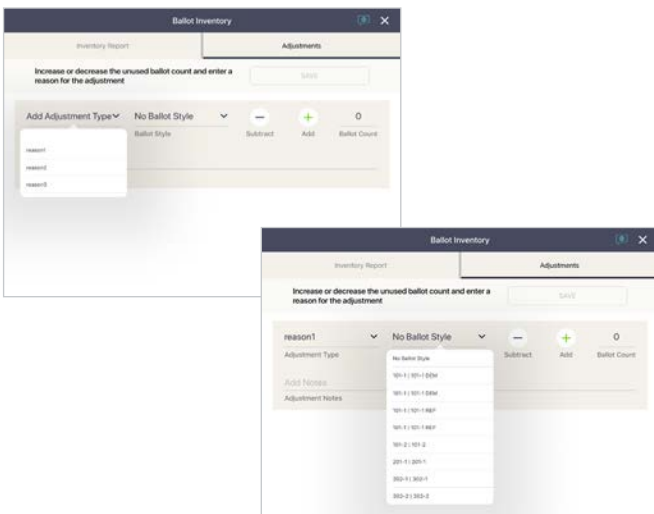 Ballot Inventory
Inventory Report
Adjustments
Increase or decrease the unused ballot count and enter a
reason for the adjustment
SAVE
Add Adjustment Type
No Ballot Style
0
Ballot Style
Subtract
Add
Ballot Count
reason1
reason2
reason3
Ballot Inventory
Inventory Report
Adjustments
Increase or decrease the unused ballot count and enter a
reason for the adjustment
SAVE
reason1
No Ballot Style
0
Adjustment Type
Subtract
Add
Ballot Count
No Ballot Style
101-1 | 101-1 DEM
Add Notes
101-1 | 101-1 DEM
Adjustment Notes
101-1 | 101-1 REP
101-1 | 101-1 REP
101-2 | 101-2
201-1 | 201-1
302-1 | 302-1
302-2 | 302-2